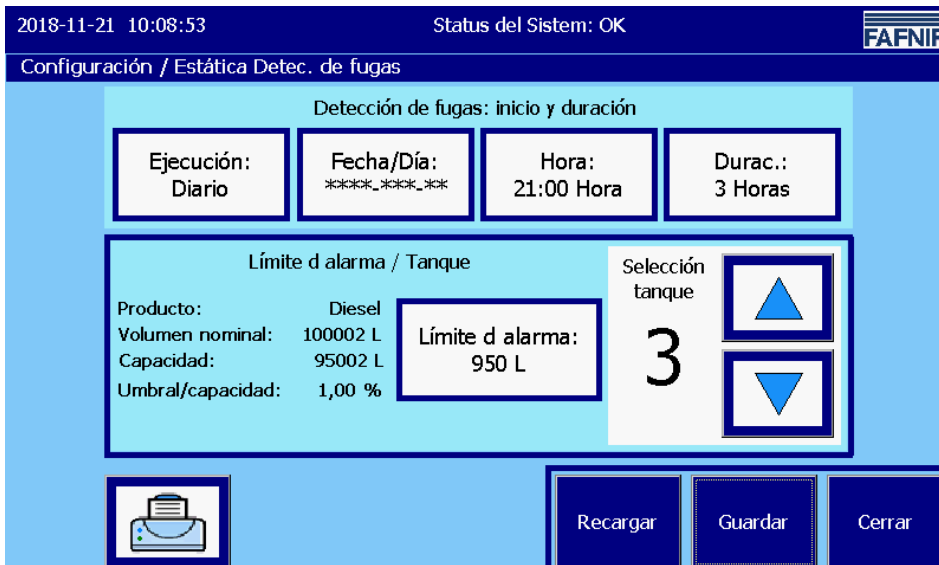 2018-11-21 10:08:53 Status del Sistem: OK
FAFNIR
Configuración / Estática Detec. de fugas
Detección de fugas: inicio y duración
Ejecución:
Diario
Fecha/Día:
****-***-**
Hora:
21:00 Hora
Durac.:
3 Horas
Límite d alarma / Tanque
Producto: Diesel
Volumen nominal: 100002 L
Capacidad: 95002 L
Umbral/capacidad: 1,00 %
Límite d alarma:
950 L
Selección
tanque
3
Recargar
Guardar
Cerrar